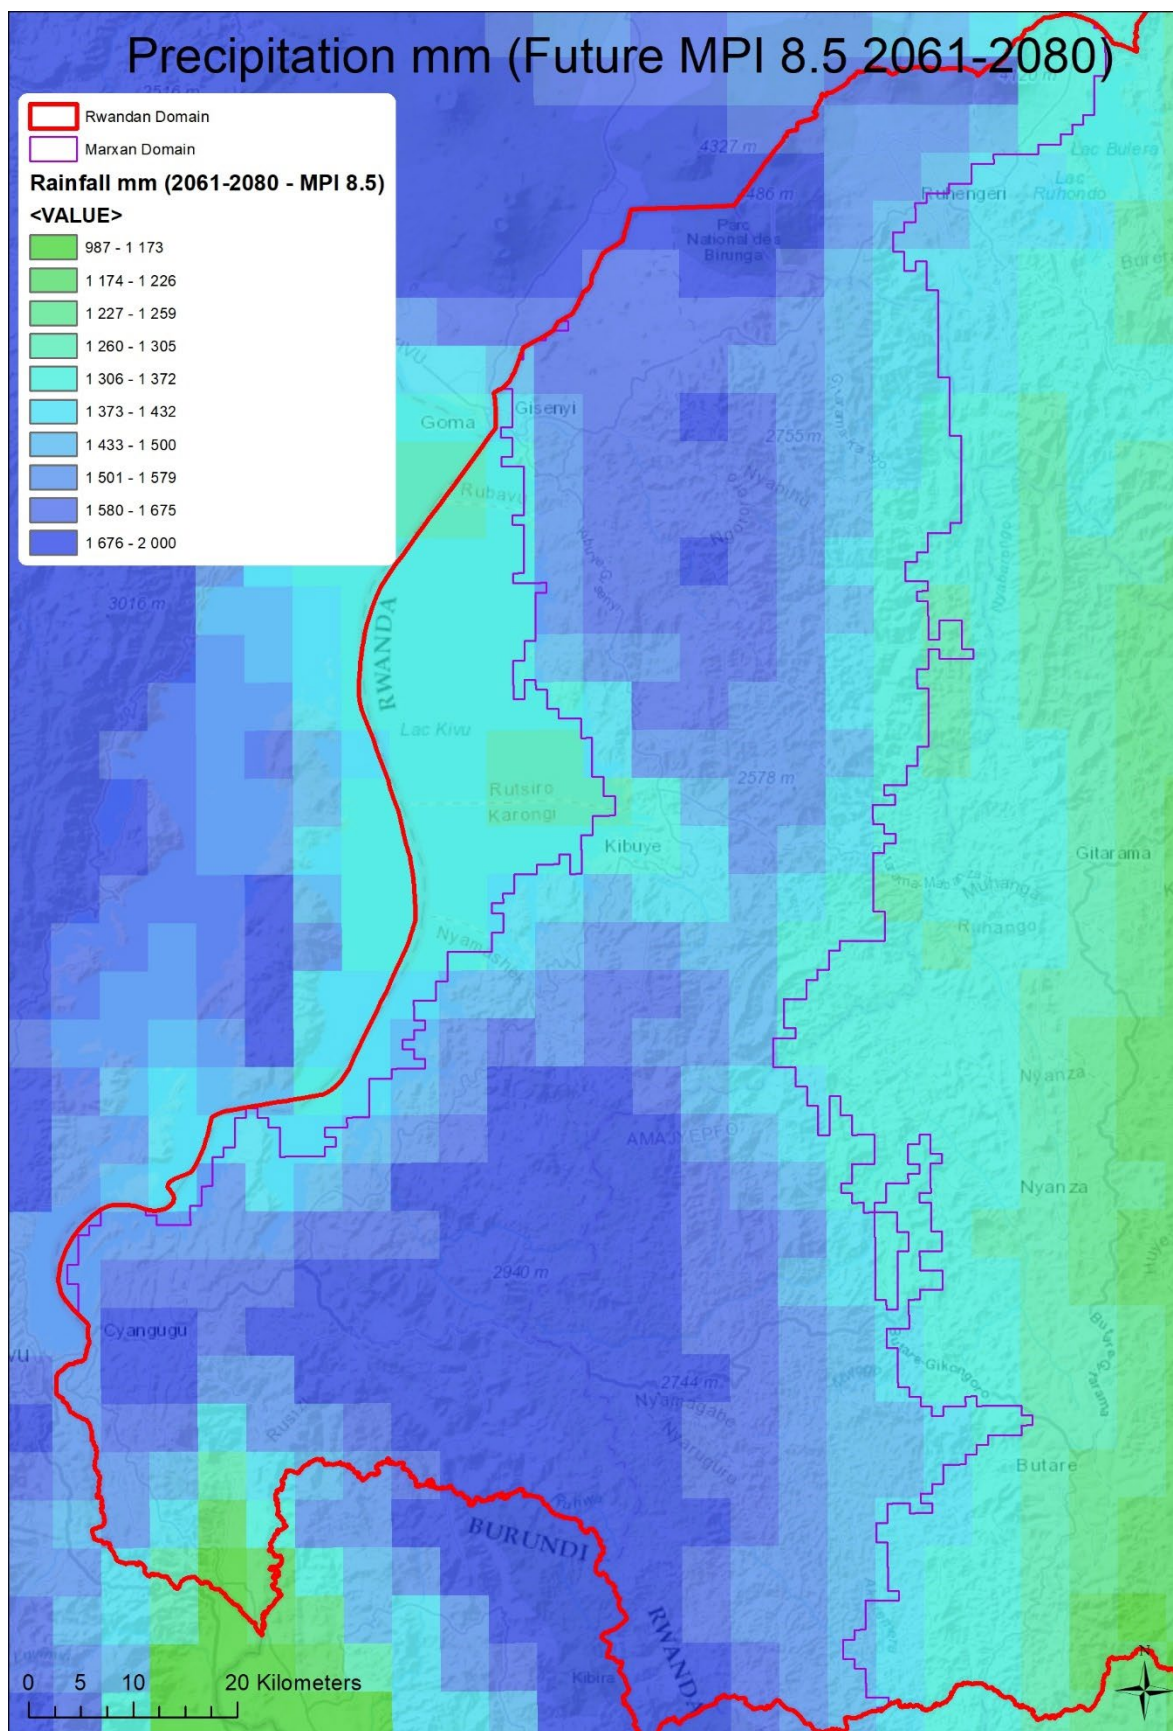 Precipitation mm (Future MPI 8.5 2061-2080)
2516 m
Rwandan Domain
Marxan Domain
Rainfall mm (2061-2080 - MPI 8.5)
<VALUE>
987 - 1 173
1 174 - 1 226
1 227 - 1 259
1 260 - 1 305
1 306 - 1 372
1 373 - 1 432
1 433 - 1 500
1 501 - 1 579
1 580 - 1 675
1 676 - 2 000
4327 m
Lac Bulera
486 m
Ruhengeri
Lac
Ruhondo
Parc
National des
Birunga
Gisenyi
Goma
2755 m
Rubavu
3016 m
RWANDA
Lac Kivu
2578 m
Rutsiro
Karongi
Kibuye
Gitarama
Muhanga
Ruhango
Nyanza
AMAJYEPFO
Nyanza
Huye
2940 m
Cyangugu
Butare-Gikongoro
2744 m
Nyamagabe
Nyaruguru
Butare
BURUNDI
RWANDA
Kibira
N
0 5 10 20 Kilometers